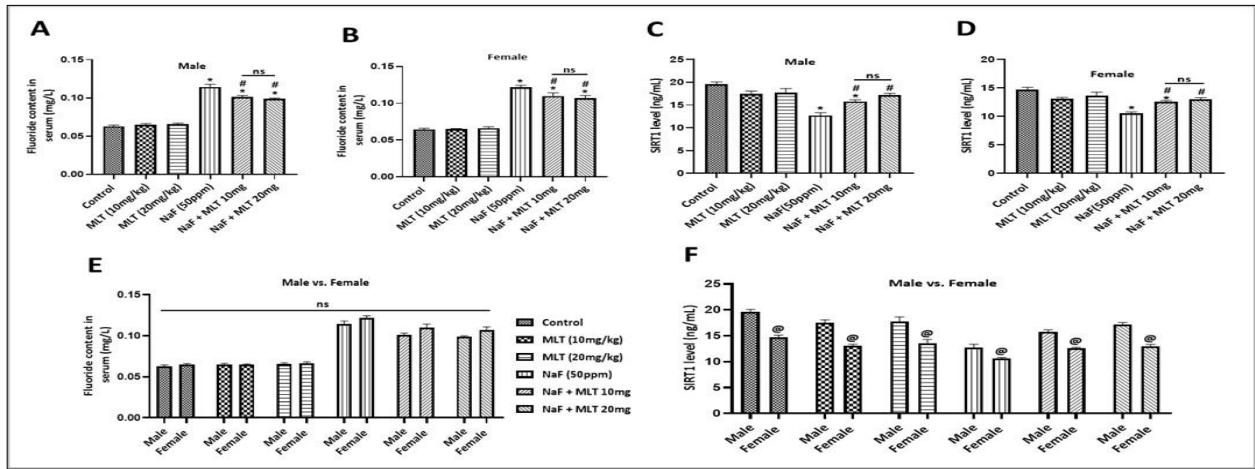 A
Male
Fluoride content in
serum (mg/L)
0.15
0.10
0.05
0.00
*
#
*
ns
#
*
Control
MLT (10mg/kg)
MLT (20mg/kg)
NaF (50ppm)
NaF + MLT 10mg
NaF + MLT 20mg
B
Female
Fluoride content in
serum (mg/L)
0.15
0.10
0.05
0.00
*
#
*
ns
#
*
Control
MLT (10mg/kg)
MLT (20mg/kg)
NaF (50ppm)
NaF + MLT 10mg
NaF + MLT 20mg
C
Male
SIRT1 level (ng/mL)
25
20
15
10
5
0
*
#
*
ns
#
Control
MLT (10mg/kg)
MLT (20mg/kg)
NaF(50ppm)
NaF + MLT 10mg
NaF + MLT 20mg
D
Female
SIRT1 level (ng/mL)
20
15
10
5
0
*
#
*
ns
#
Control
MLT (10mg/kg)
MLT (20mg/kg)
NaF(50ppm)
NaF + MLT 10mg
NaF + MLT 20mg
E
Male vs. Female
Fluoride content in
serum (mg/L)
0.15
0.10
0.05
0.00
ns
Male
Female
Male
Female
Male
Female
Male
Female
Male
Female
Male
Female
Control
MLT (10mg/kg)
MLT (20mg/kg)
NaF (50ppm)
NaF + MLT 10mg
NaF + MLT 20mg
F
Male vs. Female
SIRT1 level (ng/mL)
25
20
15
10
5
0
@
@
@
@
@
@
Male
Female
Male
Female
Male
Female
Male
Female
Male
Female
Male
Female